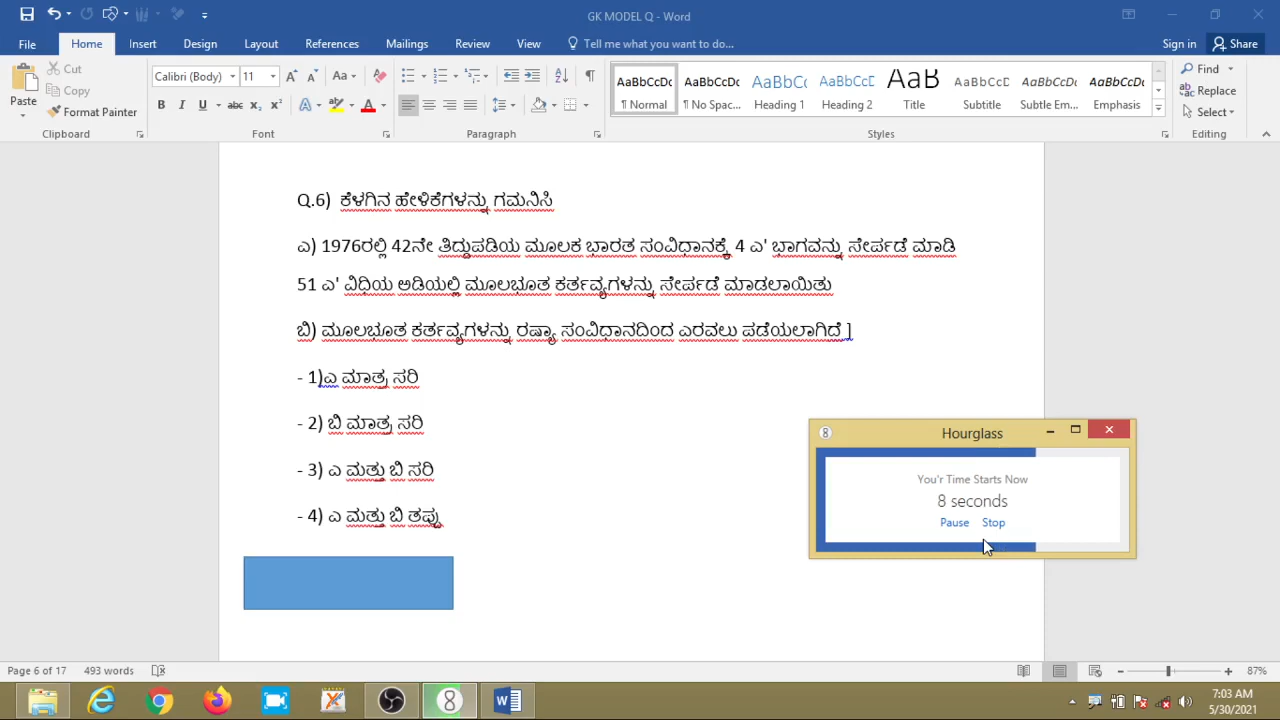 GK MODEL Q - Word
File Home Insert Design Layout References Mailings Review View Tell me what you want to do... Sign in Share
Paste Cut Copy Format Painter Clipboard
Calibri (Body) 11 Font
Paragraph
AaBbCcDc ¶ Normal AaBbCcDc ¶ No Spac... AaBbCc Heading 1 AaBbCcD Heading 2 AaB Title AaBbCcD Subtitle AaBbCcDc Subtle Em... AaBbCcDc Emphasis Styles
Find Replace Select Editing
Q.6) ಕೆಳಗಿನ ಹೇಳಿಕೆಗಳನ್ನು ಗಮನಿಸಿ
ಎ) 1976ರಲ್ಲಿ 42ನೇ ತಿದ್ದುಪಡಿಯ ಮೂಲಕ ಭಾರತ ಸಂವಿಧಾನಕ್ಕೆ 4 ಎ' ಭಾಗವನ್ನು ಸೇರ್ಪಡೆ ಮಾಡಿ
51 ಎ' ವಿಧಿಯ ಅಡಿಯಲ್ಲಿ ಮೂಲಭೂತ ಕರ್ತವ್ಯಗಳನ್ನು ಸೇರ್ಪಡೆ ಮಾಡಲಾಯಿತು
ಬಿ) ಮೂಲಭೂತ ಕರ್ತವ್ಯಗಳನ್ನು ರಷ್ಯಾ ಸಂವಿಧಾನದಿಂದ ಎರವಲು ಪಡೆಯಲಾಗಿದೆ ]
- 1)ಎ ಮಾತ್ರ ಸರಿ
- 2) ಬಿ ಮಾತ್ರ ಸರಿ
- 3) ಎ ಮತ್ತು ಬಿ ಸರಿ
- 4) ಎ ಮತ್ತು ಬಿ ತಪ್ಪು
Hourglass
You'r Time Starts Now
8 seconds
Pause Stop
Page 6 of 17 493 words 87%
7:03 AM
5/30/2021